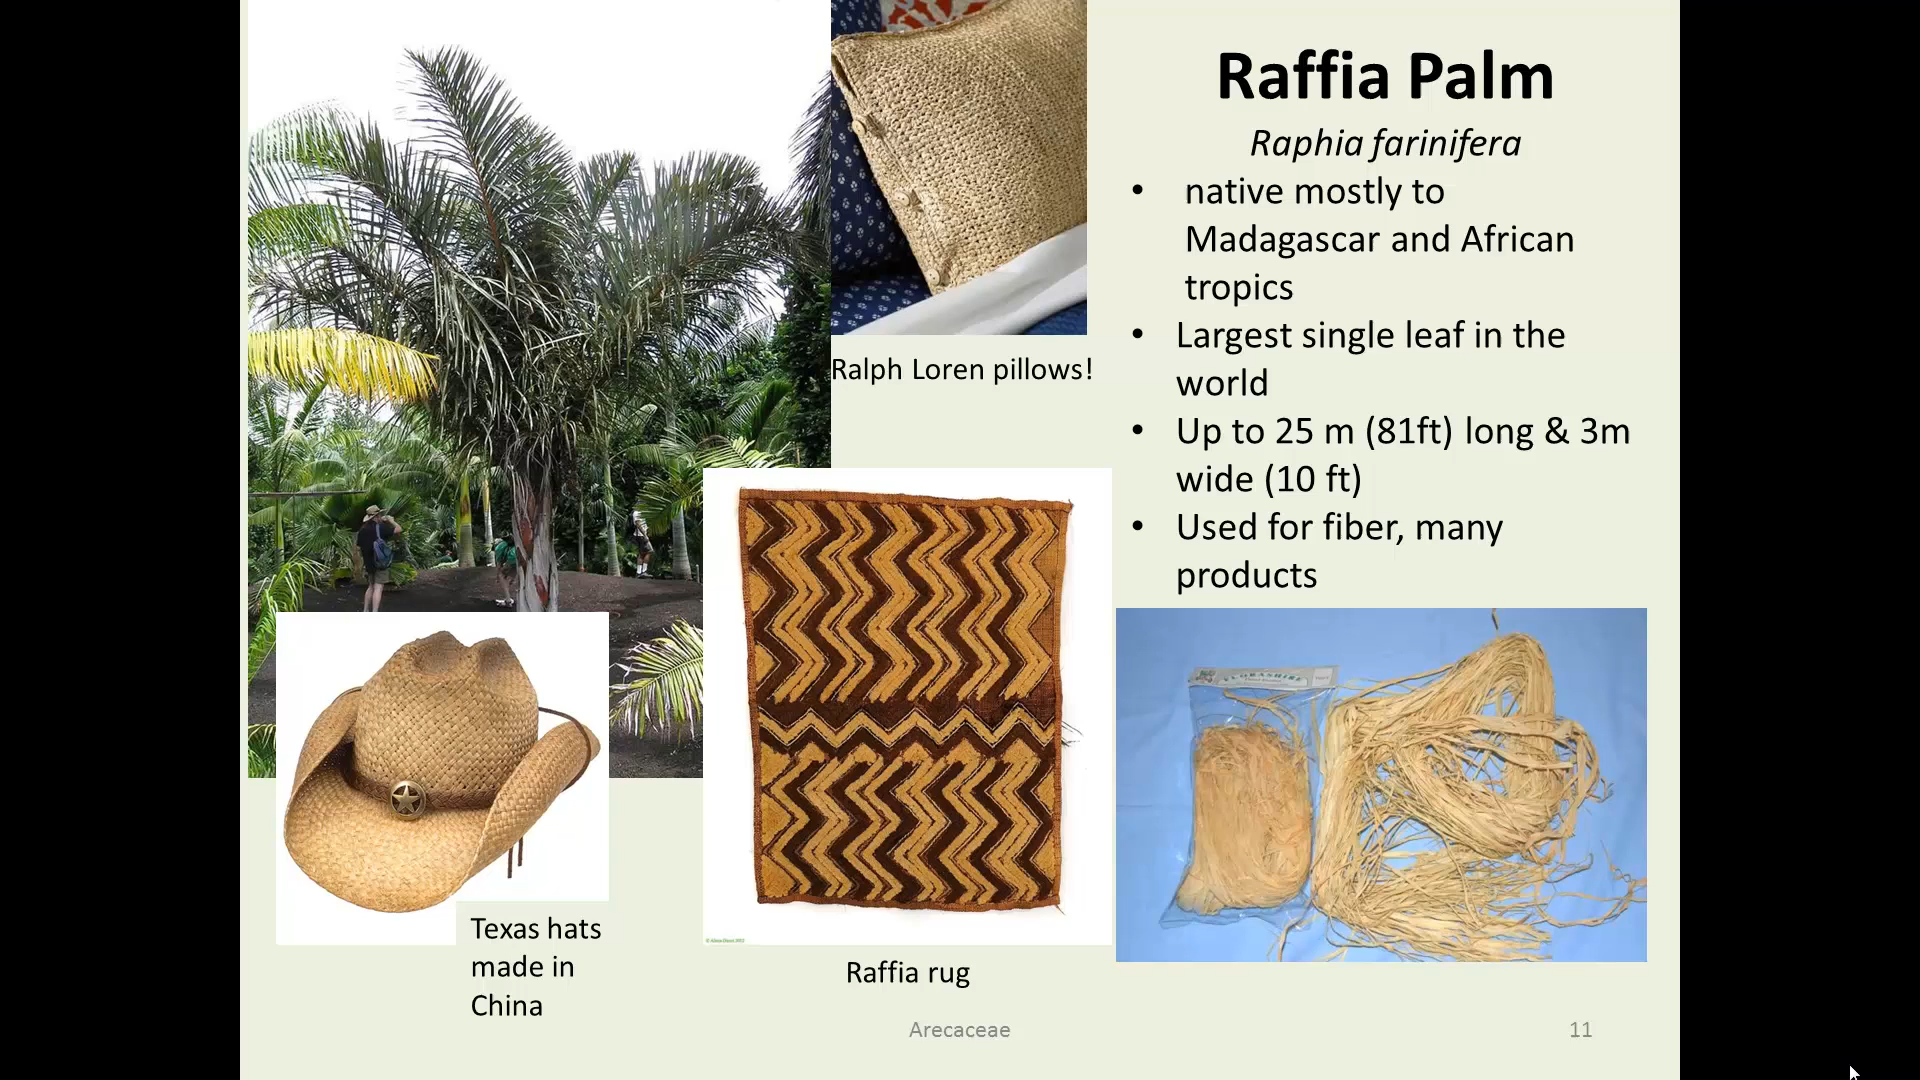 Raffia Palm
Raphia farinifera
• native mostly to
Madagascar and African
tropics
• Largest single leaf in the
world
• Up to 25 m (81ft) long & 3m
wide (10 ft)
• Used for fiber, many
products
Ralph Loren pillows!
Texas hats
made in
China
Raffia rug
Arecaceae
11